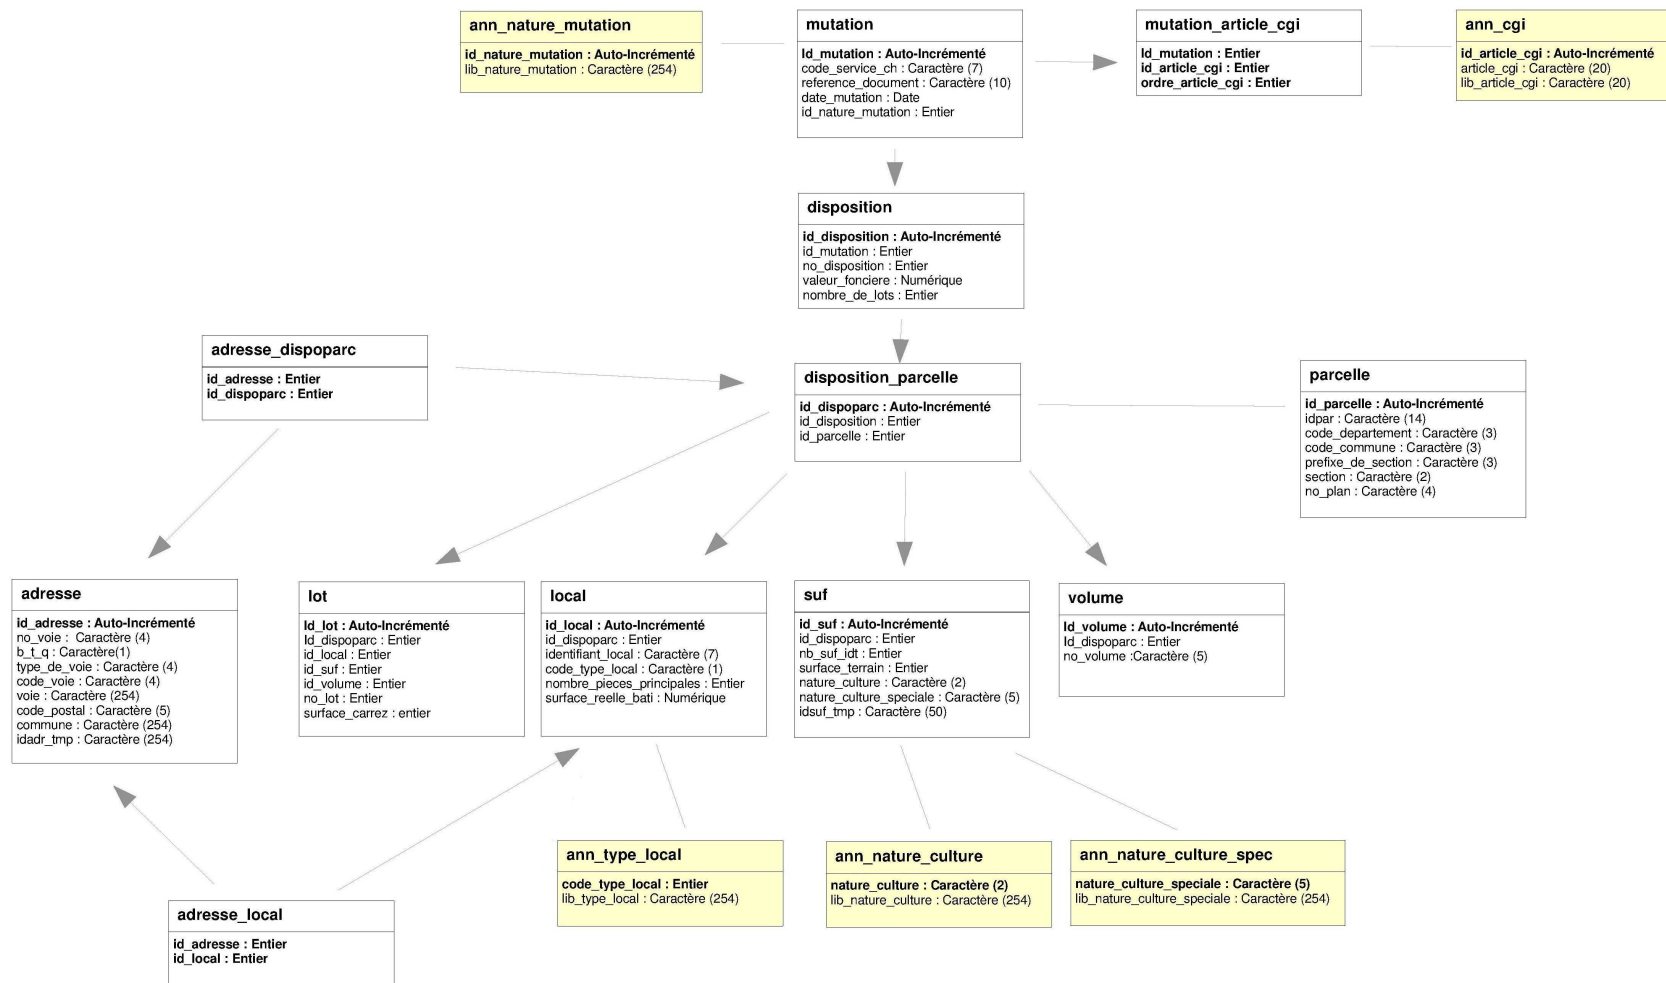 ann_nature_mutation
id_nature_mutation : Auto-Incrémenté
lib_nature_mutation : Caractère (254)
mutation
Id_mutation : Auto-Incrémenté
code_service_ch : Caractère (7)
reference_document : Caractère (10)
date_mutation : Date
id_nature_mutation : Entier
mutation_article_cgi
Id_mutation : Entier
id_article_cgi : Entier
ordre_article_cgi : Entier
ann_cgi
id_article_cgi : Auto-Incrémenté
article_cgi : Caractère (20)
lib_article_cgi : Caractère (20)
disposition
id_disposition : Auto-Incrémenté
id_mutation : Entier
no_disposition : Entier
valeur_fonciere : Numérique
nombre_de_lots : Entier
adresse_dispoparc
id_adresse : Entier
id_dispoparc : Entier
disposition_parcelle
id_dispoparc : Auto-Incrémenté
id_disposition : Entier
id_parcelle : Entier
parcelle
id_parcelle : Auto-Incrémenté
idpar : Caractère (14)
code_departement : Caractère (3)
code_commune : Caractère (3)
prefixe_de_section : Caractère (3)
section : Caractère (2)
no_plan : Caractère (4)
adresse
id_adresse : Auto-Incrémenté
no_voie :  Caractère (4)
b_t_q : Caractère(1)
type_de_voie : Caractère (4)
code_voie : Caractère (4)
voie : Caractère (254)
code_postal : Caractère (5)
commune : Caractère (254)
idadr_tmp : Caractère (254)
lot
Id_lot : Auto-Incrémenté
Id_dispoparc : Entier
id_local : Entier
id_suf : Entier
id_volume : Entier
no_lot : Entier
surface_carrez : entier
local
id_local : Auto-Incrémenté
id_dispoparc : Entier
identifiant_local : Caractère (7)
code_type_local : Caractère (1)
nombre_pieces_principales : Entier
surface_reelle_bati : Numérique
suf
id_suf : Auto-Incrémenté
id_dispoparc : Entier
nb_suf_idt : Entier
surface_terrain : Entier
nature_culture : Caractère (2)
nature_culture_speciale : Caractère (5)
idsuf_tmp : Caractère (50)
volume
Id_volume : Auto-Incrémenté
Id_dispoparc : Entier
no_volume :Caractère (5)
ann_type_local
code_type_local : Entier
lib_type_local : Caractère (254)
ann_nature_culture
nature_culture : Caractère (2)
lib_nature_culture : Caractère (254)
ann_nature_culture_spec
nature_culture_speciale : Caractère (5)
lib_nature_culture_speciale : Caractère (254)
adresse_local
id_adresse : Entier
id_local : Entier